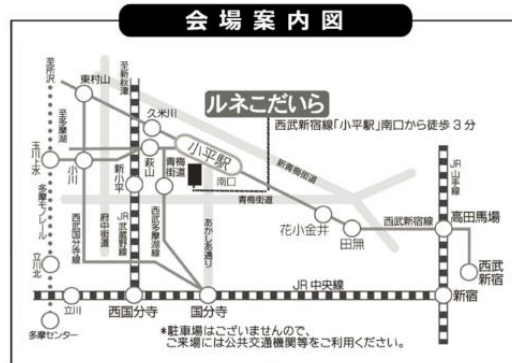 会場案内図
至所沢
東村山
至新秋津
久米川
ルネこだいら
西武新宿線「小平駅」南口から徒歩3分
至多摩湖
小平駅
新青梅街道
玉川上水
小川
新小平
萩山
青梅街道
南口
青梅街道
JR山手線
多摩モノレール
西武国分寺線
府中街道
JR武蔵野線
西武多摩湖線
あかしあ通り
花小金井
田無
西武新宿線
高田馬場
西武新宿
立川北
JR中央線
立川
西国分寺
国分寺
新宿
多摩センター
*駐車場はございませんので、
ご来場には公共交通機関等をご利用ください。